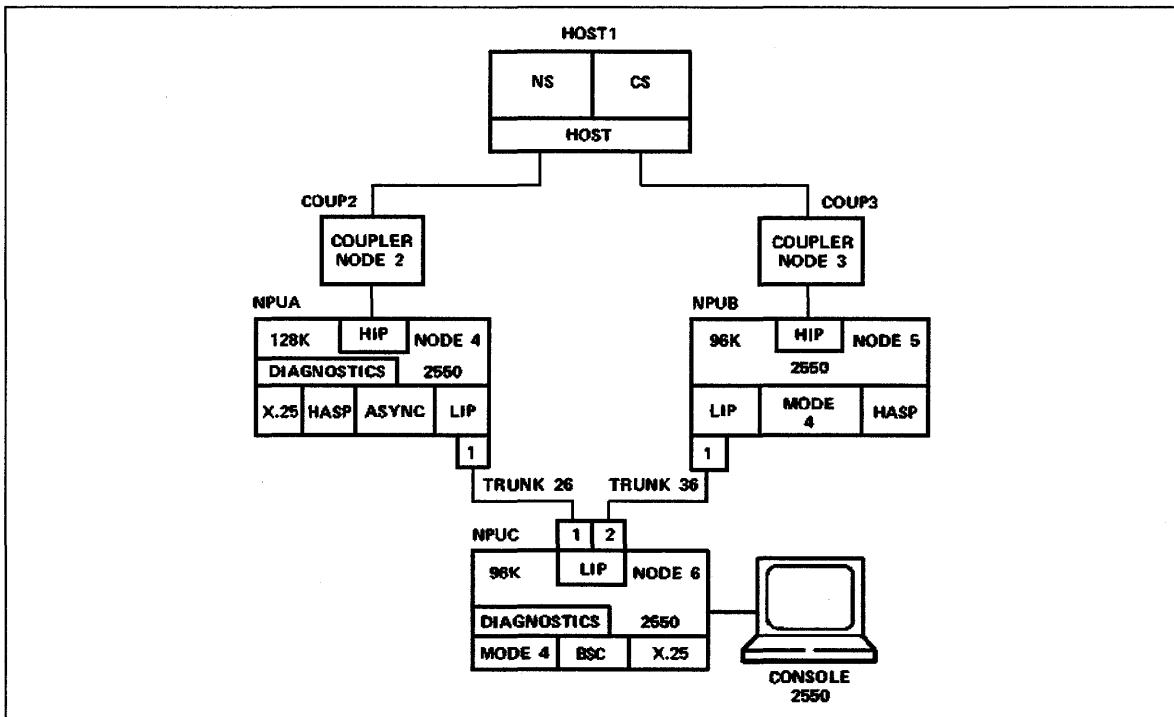 HOST1
NS CS
HOST
COUP2 COUP3
COUPLER NODE 2
COUPLER NODE 3
NPUA
128K HIP NODE 4
DIAGNOSTICS 2550
X.25 HASP ASYNC LIP
1
NPUB
96K HIP NODE 5
2550
LIP MODE 4 HASP
1
TRUNK 26 TRUNK 36
NPUC 1 2
96K LIP NODE 6
DIAGNOSTICS 2550
MODE 4 BSC X.25
CONSOLE
2550